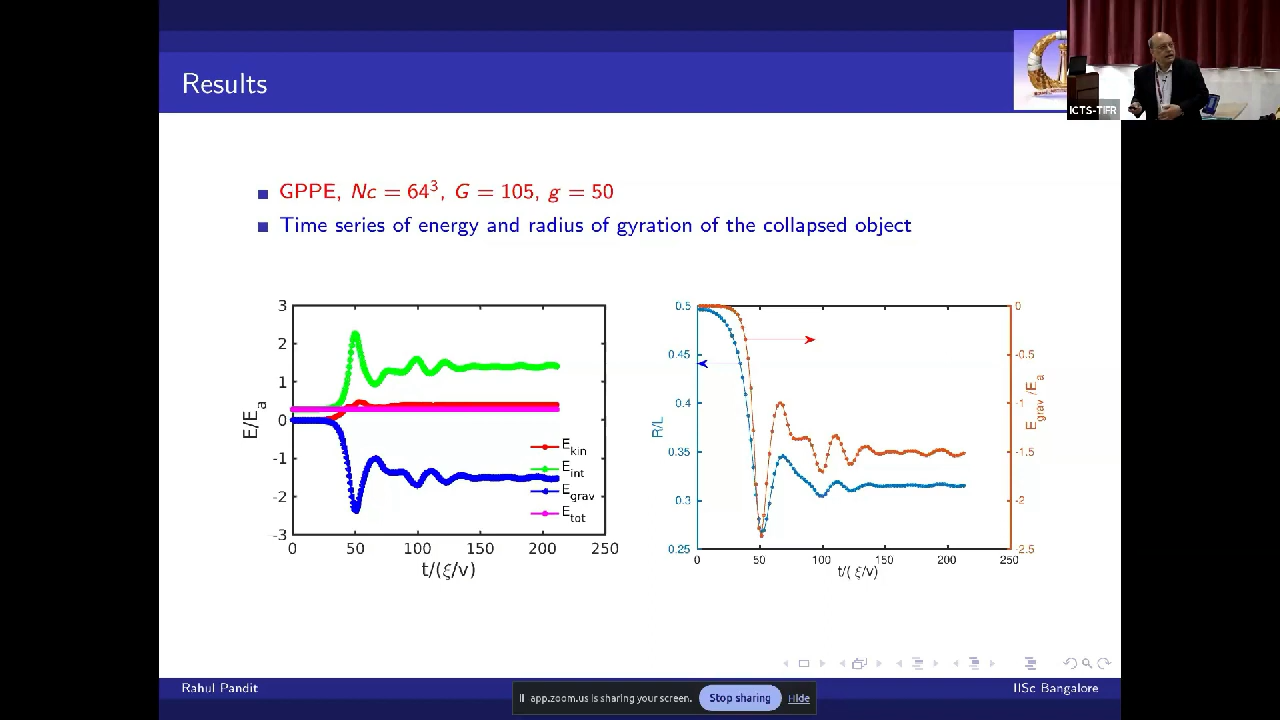 Results
ICTS-TIFR
GPPE, Nc = 64³, G = 105, g = 50
Time series of energy and radius of gyration of the collapsed object
3
2
1
0
-1
-2
-3
E/E_a
0 50 100 150 200 250
t/(ξ/v)
E_kin
E_int
E_grav
E_tot
0.5
0.45
0.4
0.35
0.3
0.25
R/L
0 50 100 150 200 250
t/(ξ/v)
0
-0.5
-1
-1.5
-2
-2.5
E_grav/E_a
Rahul Pandit
IISc Bangalore
app.zoom.us is sharing your screen. Stop sharing Hide